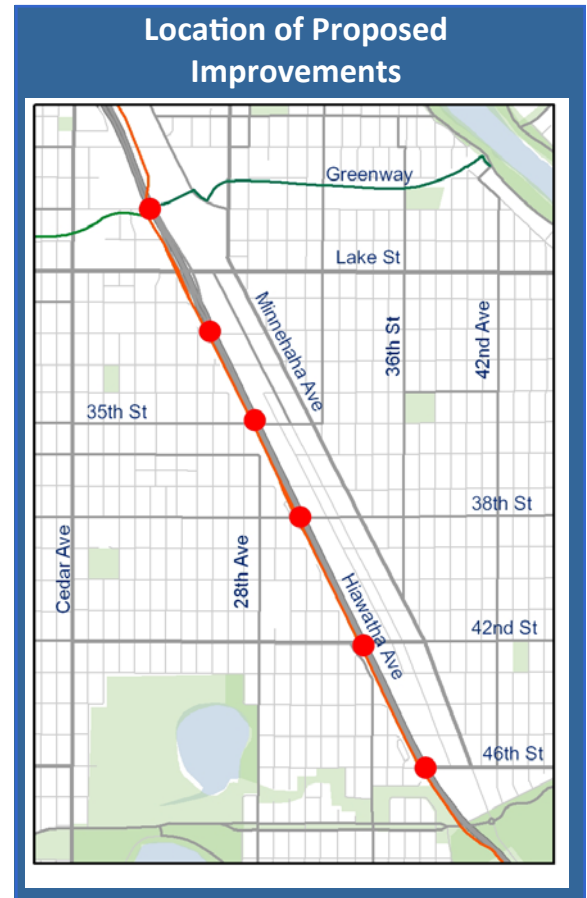 Location of Proposed
Improvements
Greenway
Lake St
Minnehaha Ave
36th St
42nd Ave
35th St
38th St
Cedar Ave
28th Ave
Hiawatha Ave
42nd St
46th St